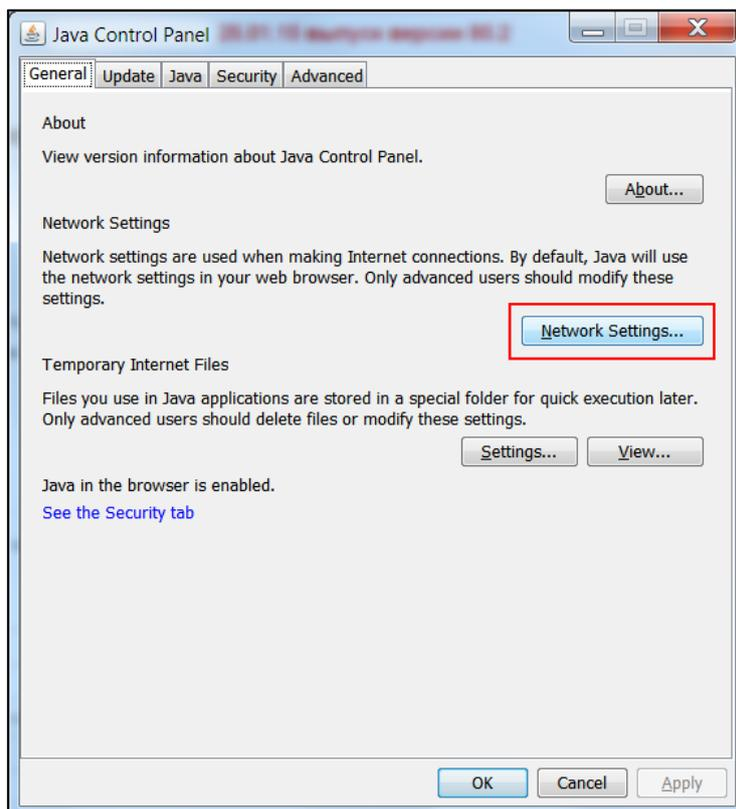 Java Control Panel
General Update Java Security Advanced
About
View version information about Java Control Panel.
About...
Network Settings
Network settings are used when making Internet connections. By default, Java will use
the network settings in your web browser. Only advanced users should modify these
settings.
Network Settings...
Temporary Internet Files
Files you use in Java applications are stored in a special folder for quick execution later.
Only advanced users should delete files or modify these settings.
Settings... View...
Java in the browser is enabled.
See the Security tab
OK Cancel Apply